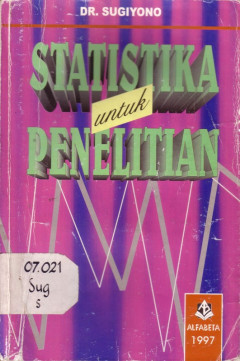 DR. SUGIYONO
STATISTIKA
untuk
PENELITIAN
07.021
Sug
s
ALFABETA
1997